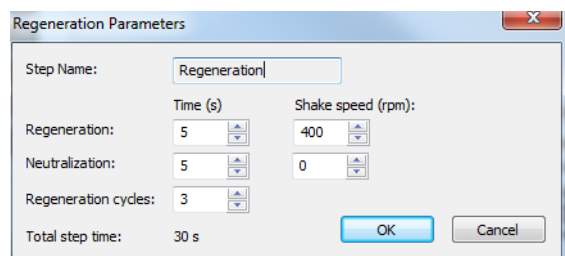 Regeneration Parameters
Step Name: Regeneration
Time (s) Shake speed (rpm):
Regeneration: 5 400
Neutralization: 5 0
Regeneration cycles: 3
Total step time: 30 s OK Cancel